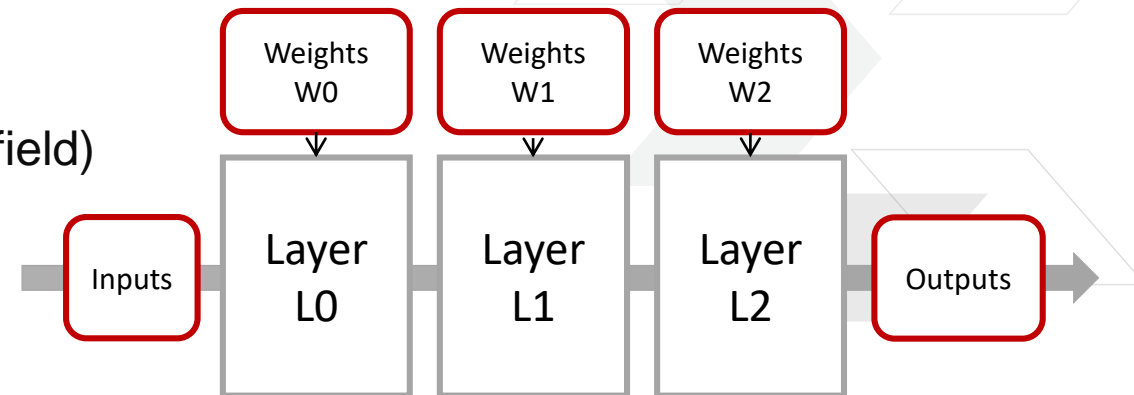 Weights
W0
Weights
W1
Weights
W2
field)
Inputs
Layer
L0
Layer
L1
Layer
L2
Outputs